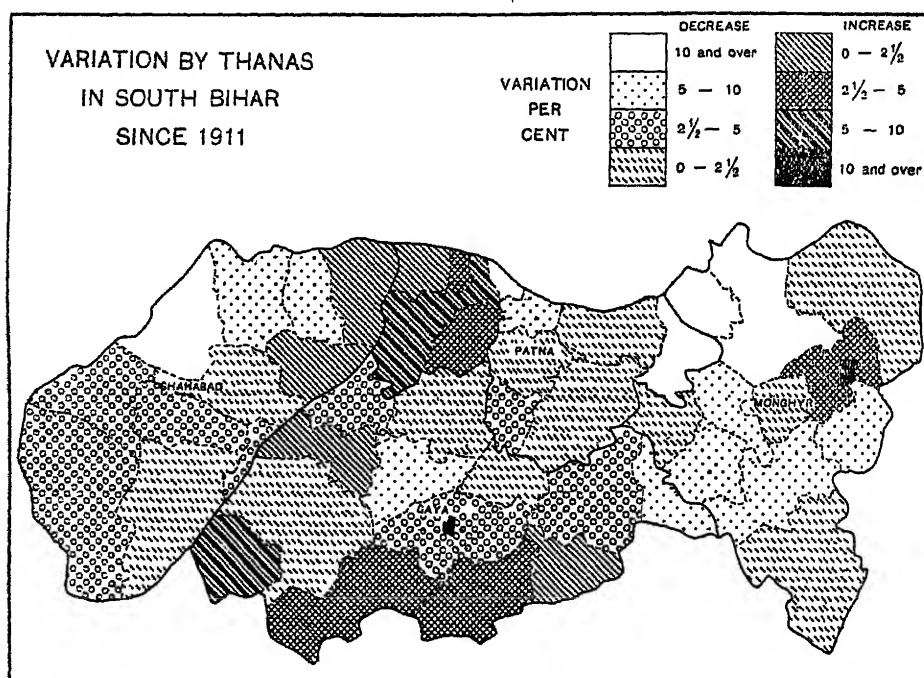 VARIATION BY THANAS
IN SOUTH BIHAR
SINCE 1911
VARIATION
PER
CENT
DECREASE
10 and over
5 – 10
2½ – 5
0 – 2½
INCREASE
0 – 2½
2½ – 5
5 – 10
10 and over
PATNA
SHAHABAD
MONGHYR
GAYA